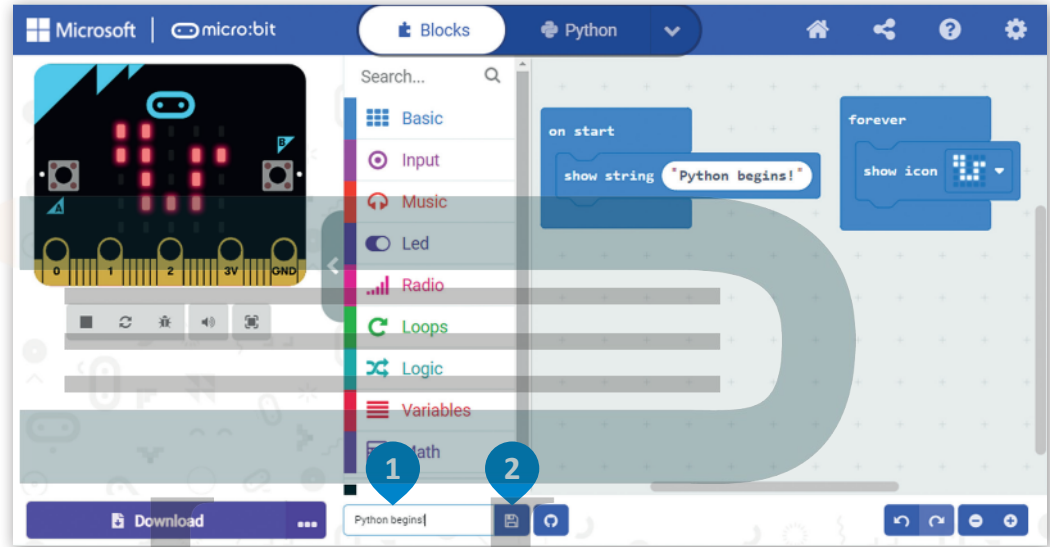 Microsoft | micro:bit
Blocks
Python
Search...
Basic
Input
Music
Led
Radio
Loops
Logic
Variables
Math
on start
show string "Python begins!"
forever
show icon
B
A
0 1 2 3V GND
1
2
Download
Python begins!